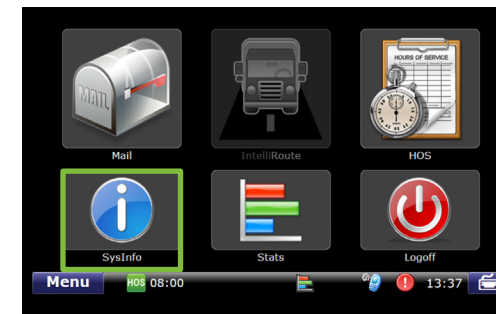 MAIL
HOURS OF SERVICE
Mail
IntelliRoute
HOS
SysInfo
Stats
Logoff
Menu
HOS 08:00
13:37